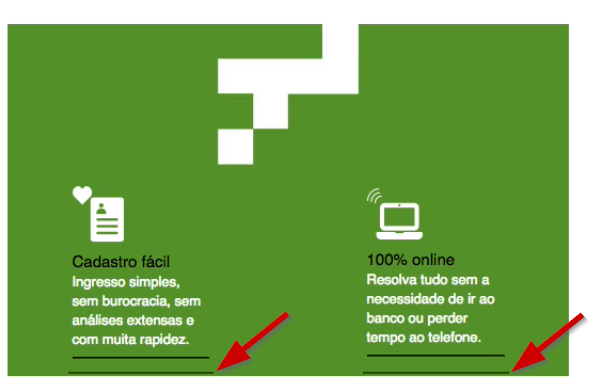 Cadastro fácil
Ingresso simples,
sem burocracia, sem
análises extensas e
com muita rapidez.
100% online
Resolva tudo sem a
necessidade de ir ao
banco ou perder
tempo ao telefone.